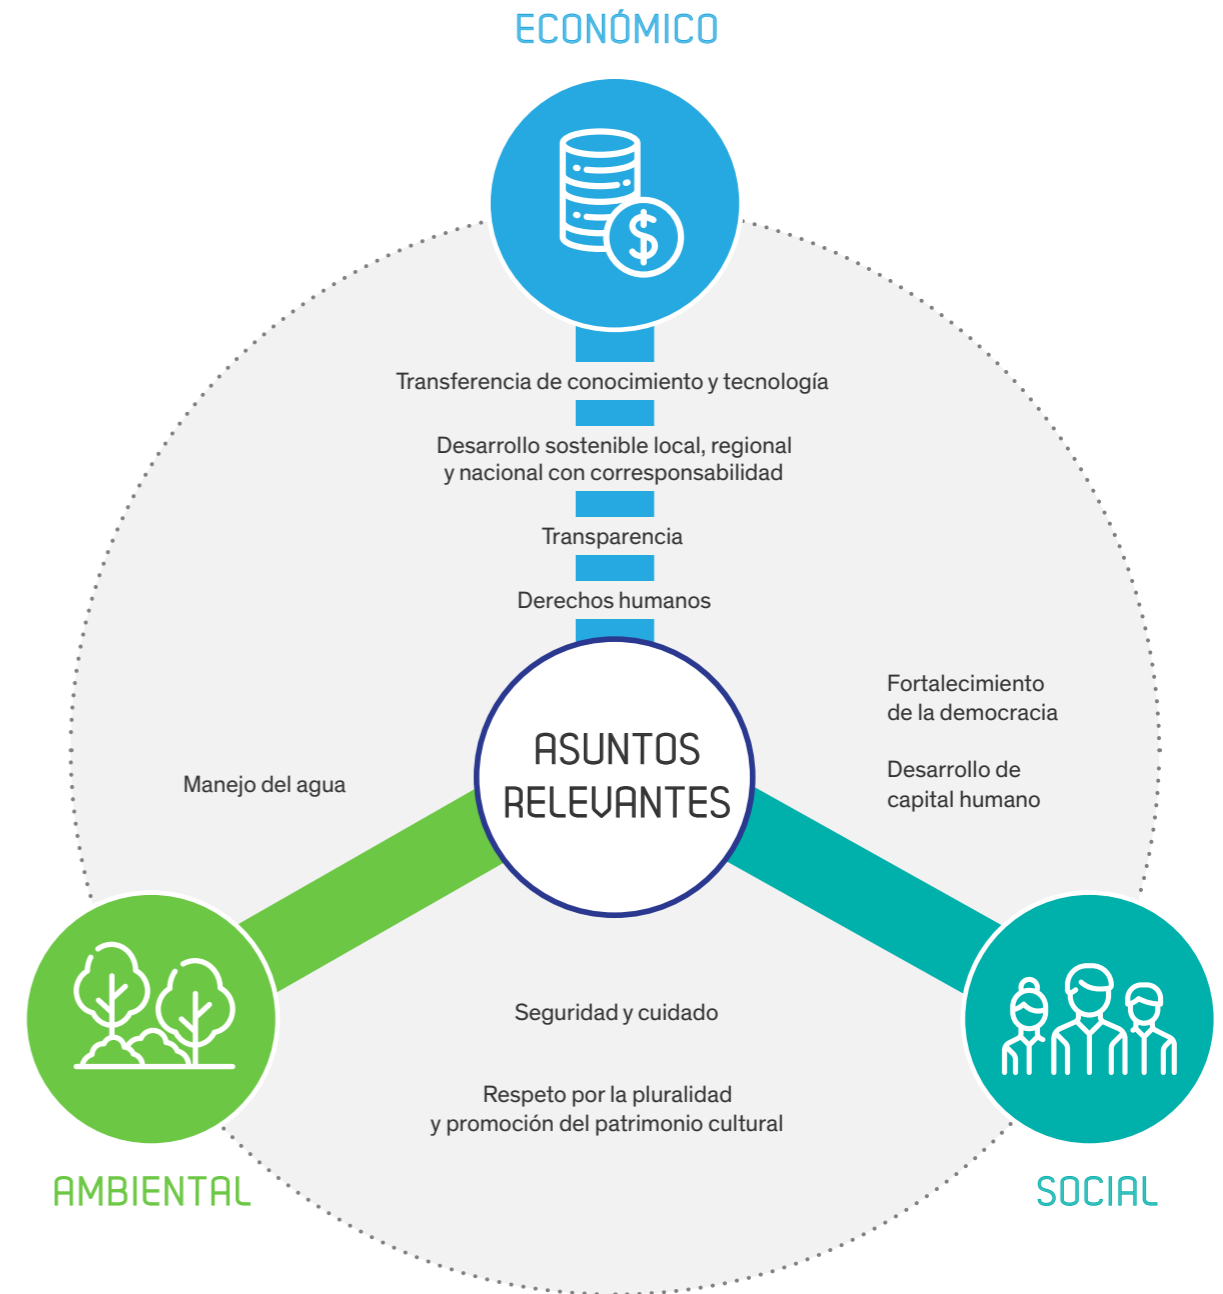 ECONÓMICO
$
Transferencia de conocimiento y tecnología
Desarrollo sostenible local, regional
y nacional con corresponsabilidad
Transparencia
Derechos humanos
ASUNTOS
RELEVANTES
Fortalecimiento
de la democracia
Desarrollo de
capital humano
Manejo del agua
Seguridad y cuidado
Respeto por la pluralidad
y promoción del patrimonio cultural
AMBIENTAL
SOCIAL